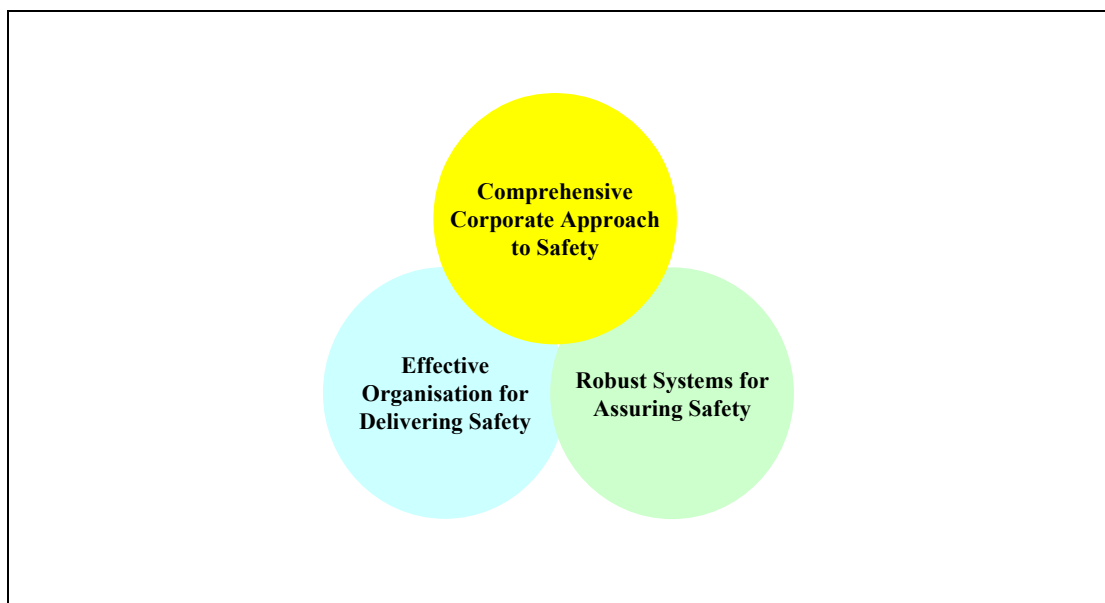 Comprehensive
Corporate Approach
to Safety
Effective
Organisation for
Delivering Safety
Robust Systems for
Assuring Safety